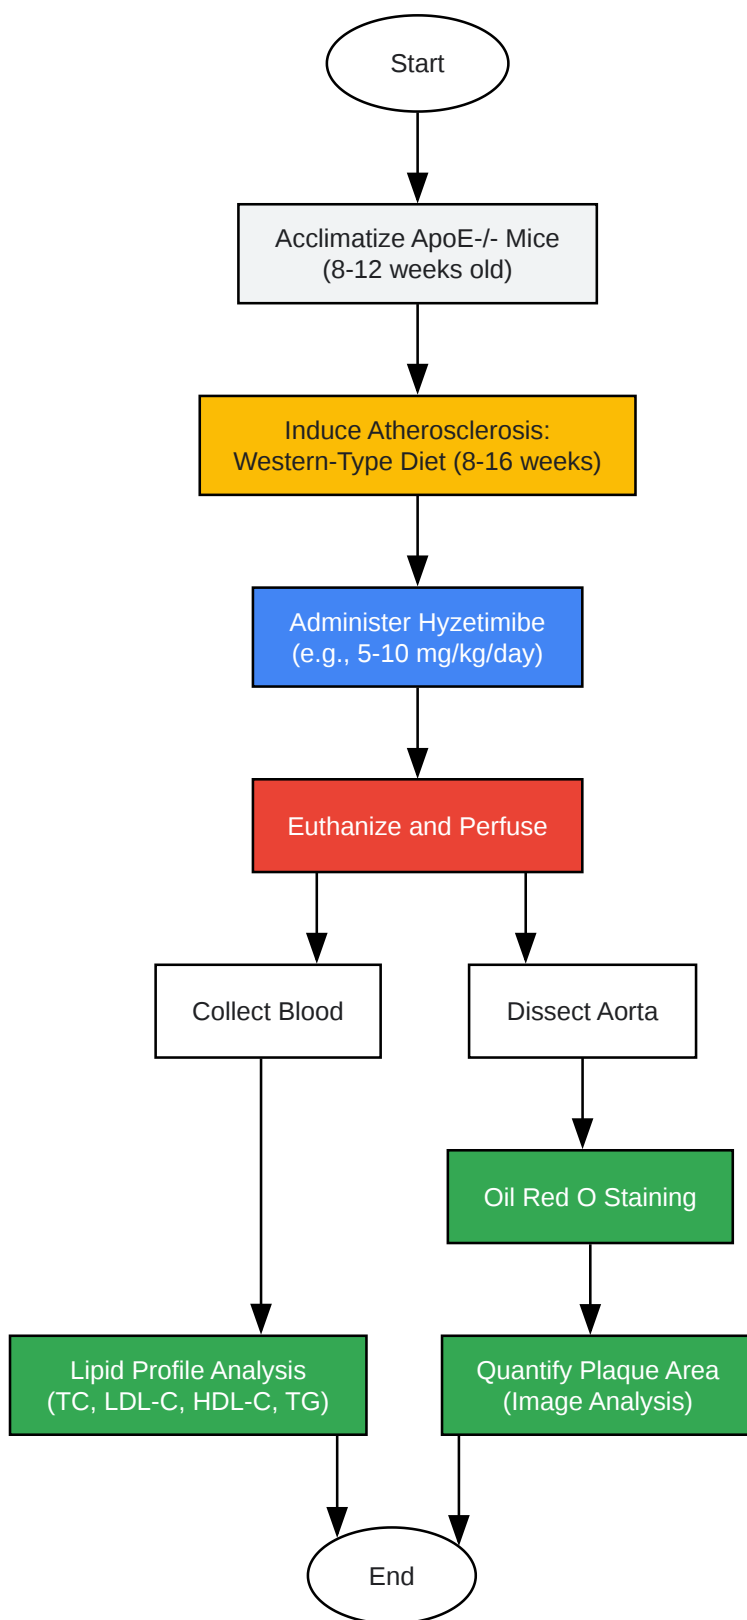 Start
Acclimatize ApoE-/- Mice
(8-12 weeks old)
Induce Atherosclerosis:
Western-Type Diet (8-16 weeks)
Administer Hyzetimibe
(e.g., 5-10 mg/kg/day)
Euthanize and Perfuse
Collect Blood
Dissect Aorta
Oil Red O Staining
Lipid Profile Analysis
(TC, LDL-C, HDL-C, TG)
Quantify Plaque Area
(Image Analysis)
End